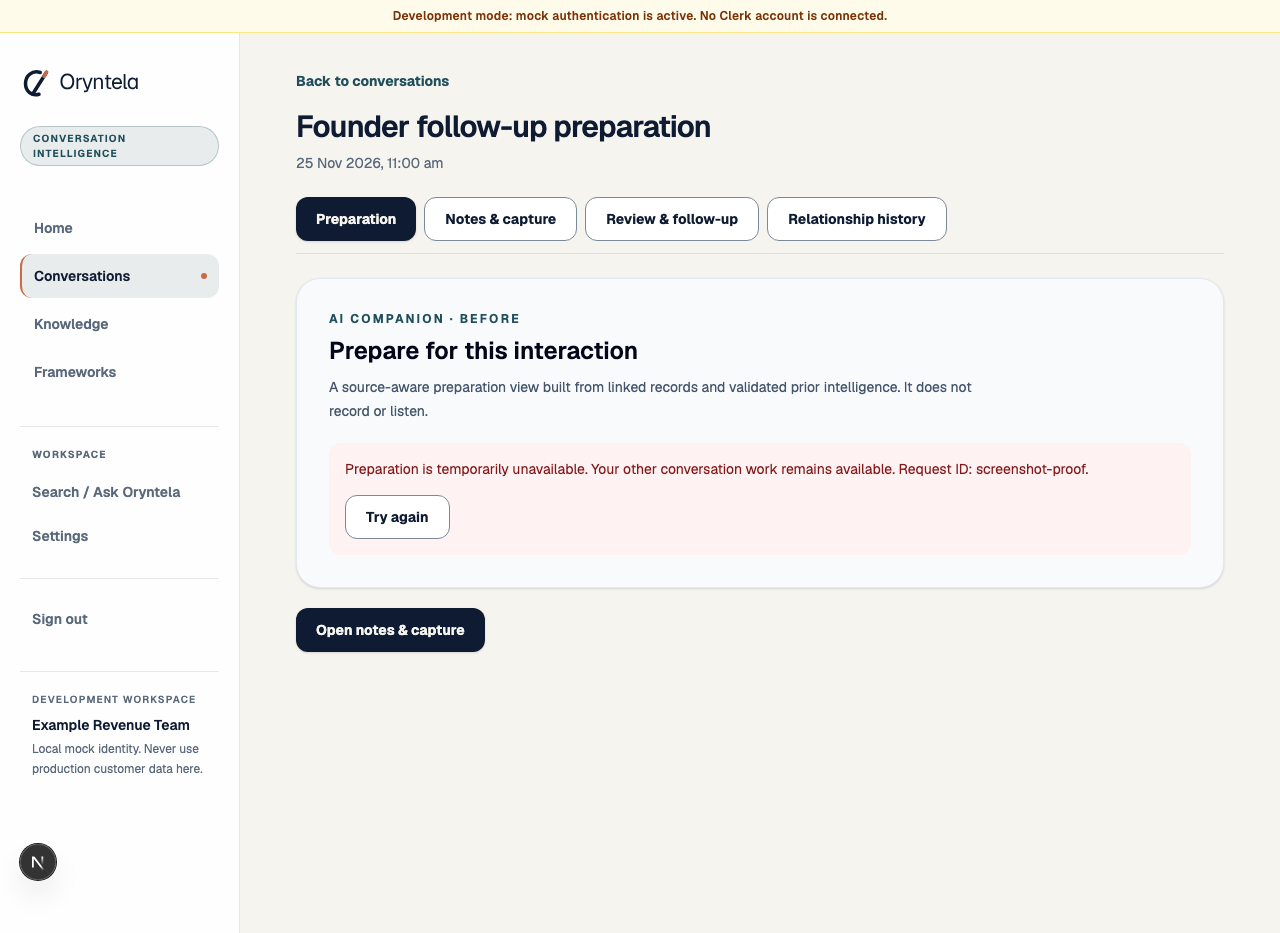 Development mode: mock authentication is active. No Clerk account is connected.
Oryntela
CONVERSATION
INTELLIGENCE
Home
Conversations
Knowledge
Frameworks
WORKSPACE
Search / Ask Oryntela
Settings
Sign out
DEVELOPMENT WORKSPACE
Example Revenue Team
Local mock identity. Never use
production customer data here.
N
Back to conversations
Founder follow-up preparation
25 Nov 2026, 11:00 am
Preparation
Notes & capture
Review & follow-up
Relationship history
AI COMPANION · BEFORE
Prepare for this interaction
A source-aware preparation view built from linked records and validated prior intelligence. It does not
record or listen.
Preparation is temporarily unavailable. Your other conversation work remains available. Request ID: screenshot-proof.
Try again
Open notes & capture